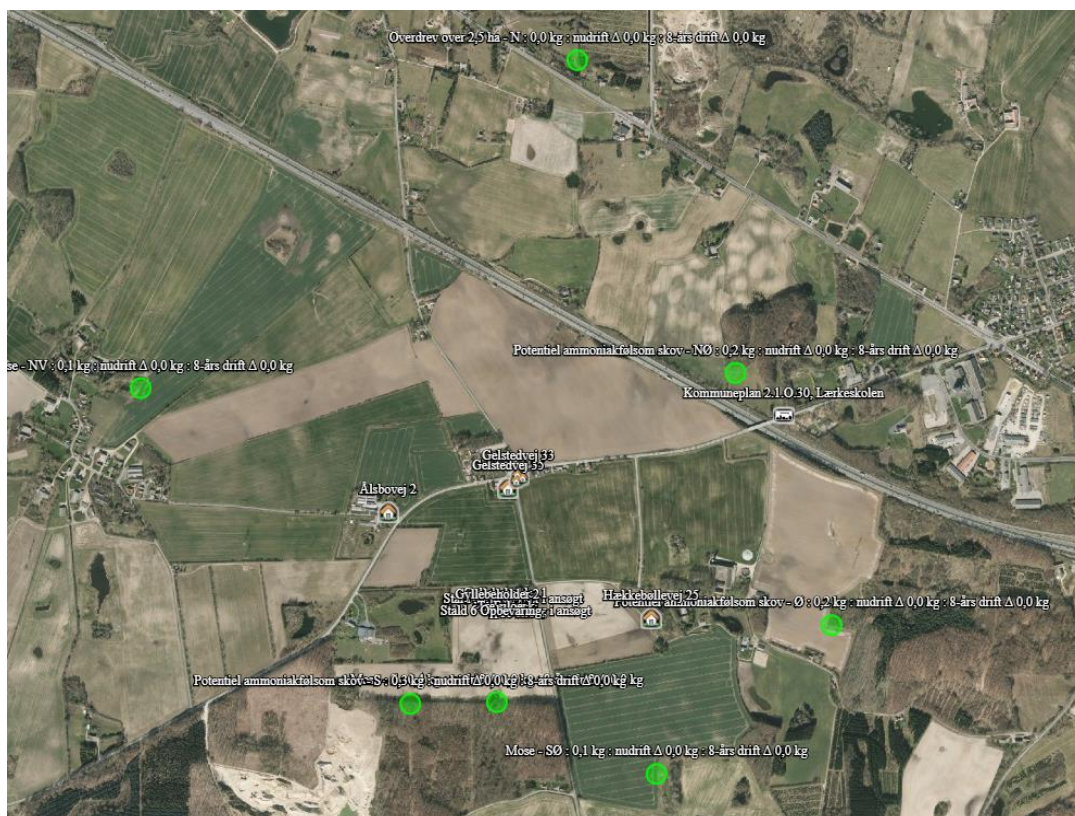 Overdrev over 2,5 ha - N : 0,0 kg : nudrift Δ 0,0 kg : 8-års drift Δ 0,0 kg
Potentiel ammoniakfølsom skov - NØ : 0,2 kg : nudrift Δ 0,0 kg : 8-års drift Δ 0,0 kg
se - NV : 0,1 kg : nudrift Δ 0,0 kg : 8-års drift Δ 0,0 kg
Kommuneplan 2.1.O.30, Lærkeskolen
Gelstedvej 33
Gelstedvej 35
Ålsbovej 2
Gyllebeholder 2 i ansøgt
Stald 6 Opbevaring: i ansøgt
Hækkebøllevej 25
Potentiel ammoniakfølsom skov - Ø : 0,2 kg : nudrift Δ 0,0 kg : 8-års drift Δ 0,0 kg
Potentiel ammoniakfølsom skov - S : 0,3 kg : nudrift Δ 0,0 kg : 8-års drift Δ 0,0 kg
Mose - SØ : 0,1 kg : nudrift Δ 0,0 kg : 8-års drift Δ 0,0 kg